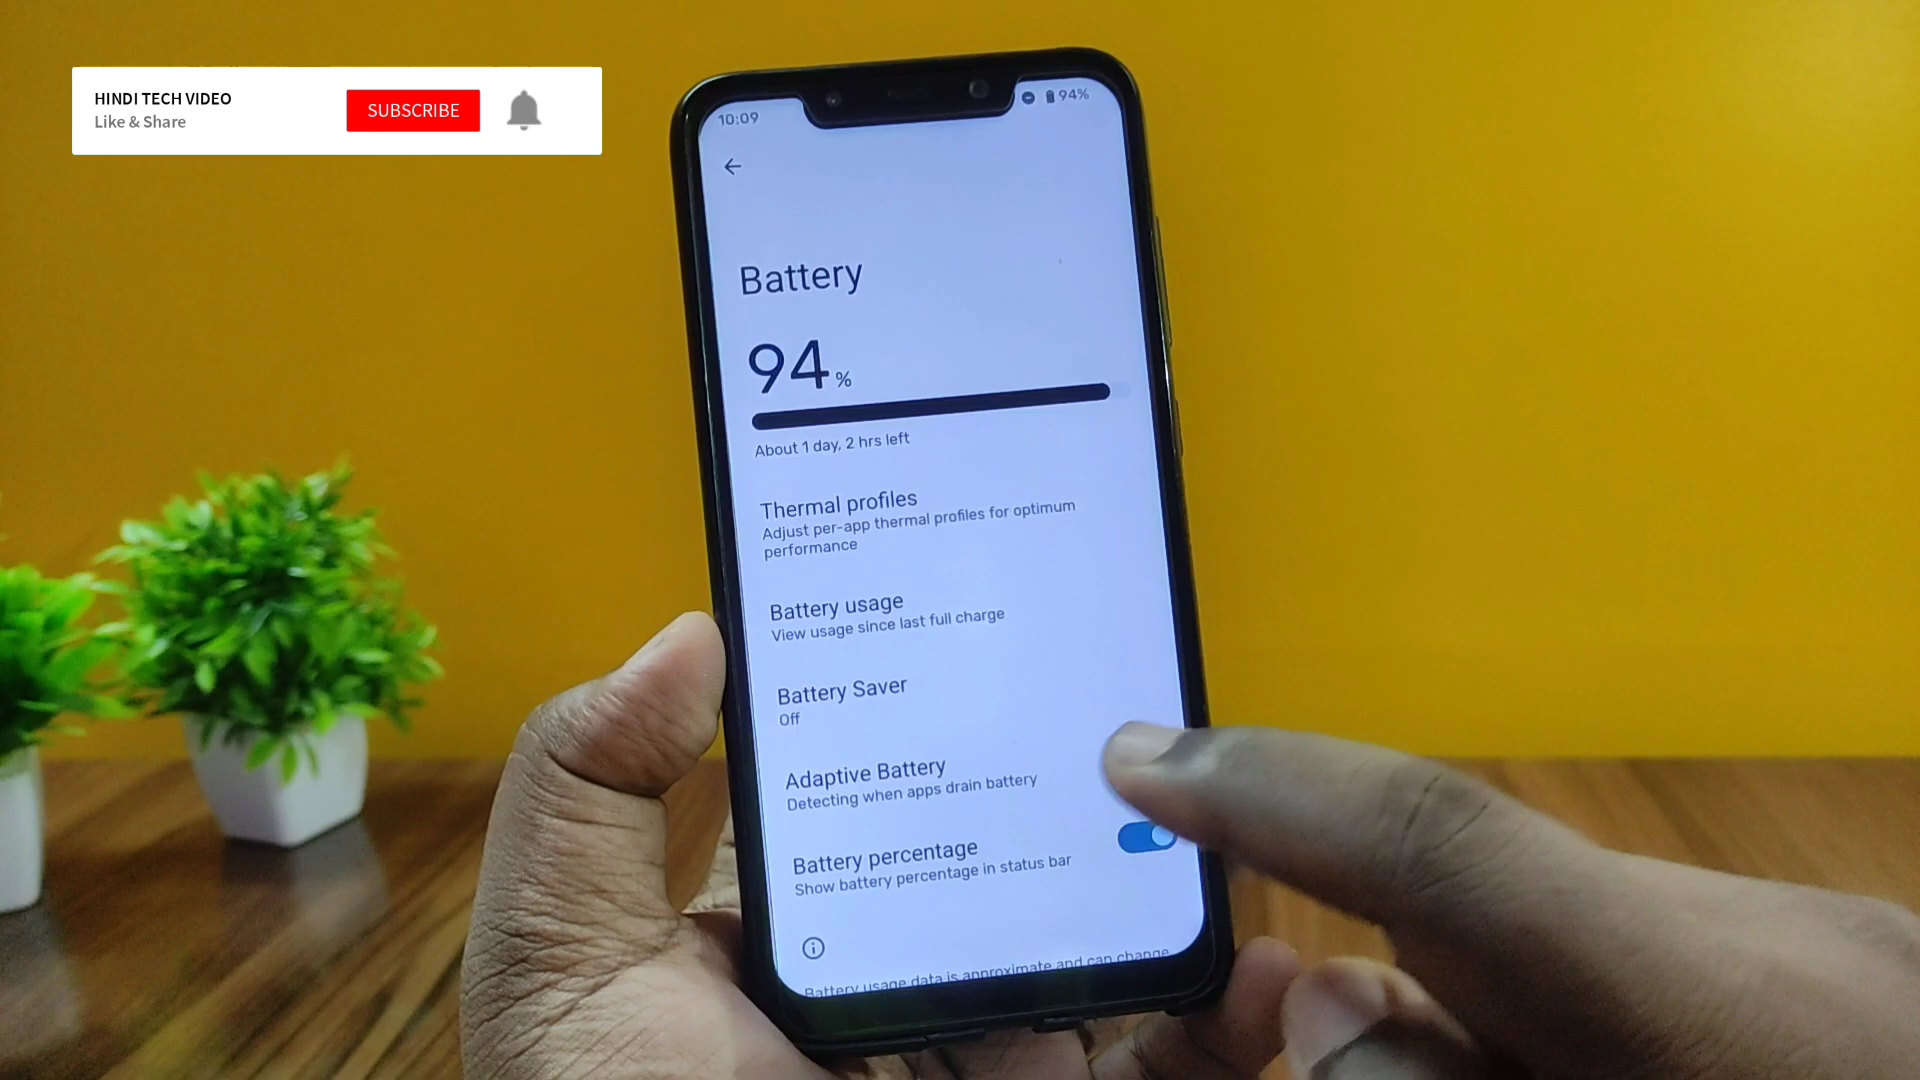 HINDI TECH VIDEO
Like & Share
SUBSCRIBE
10:09
94%
Battery
94%
About 1 day, 2 hrs left
Thermal profiles
Adjust per-app thermal profiles for optimum
performance
Battery usage
View usage since last full charge
Battery Saver
Off
Adaptive Battery
Detecting when apps drain battery
Battery percentage
Show battery percentage in status bar
Battery usage data is approximate and can change